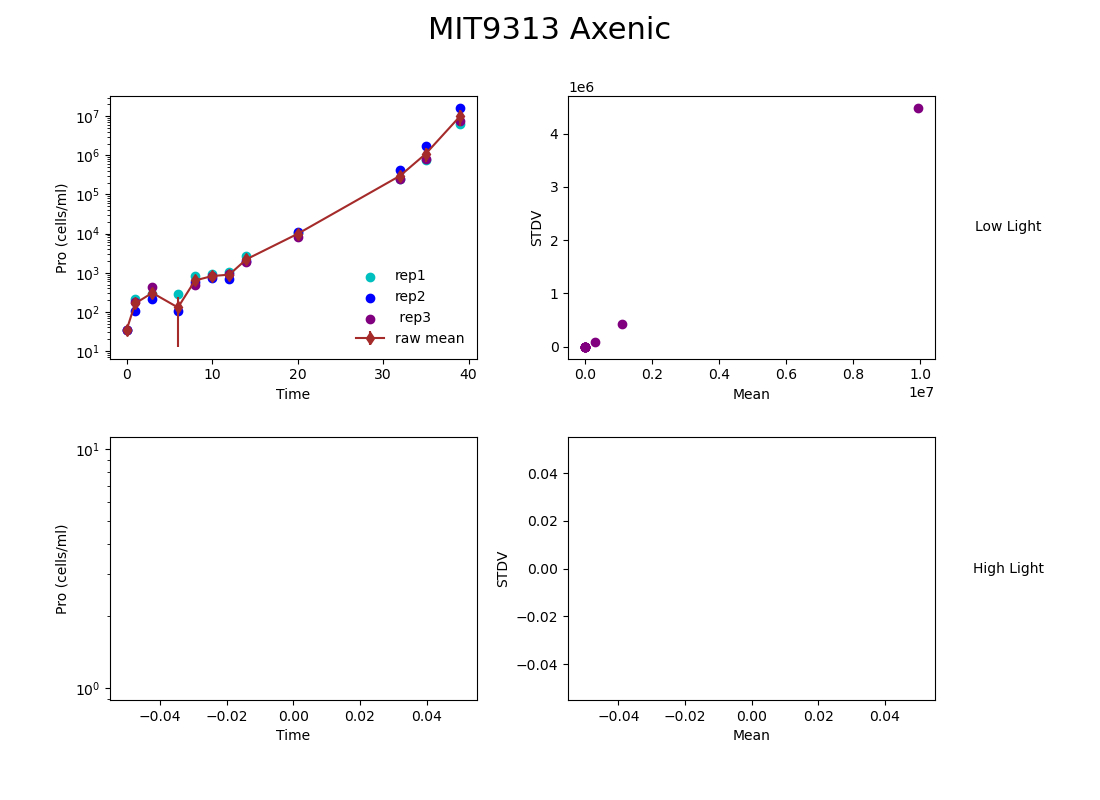 MIT9313 Axenic
10⁷
10⁶
10⁵
10⁴
10³
10²
10¹
Pro (cells/ml)
0
10
20
30
40
Time
rep1
rep2
rep3
raw mean
1e6
4
3
2
1
0
STDV
0.0
0.2
0.4
0.6
0.8
1.0
1e7
Mean
Low Light
10¹
10⁰
Pro (cells/ml)
−0.04
−0.02
0.00
0.02
0.04
Time
0.04
0.02
0.00
−0.02
−0.04
STDV
−0.04
−0.02
0.00
0.02
0.04
Mean
High Light